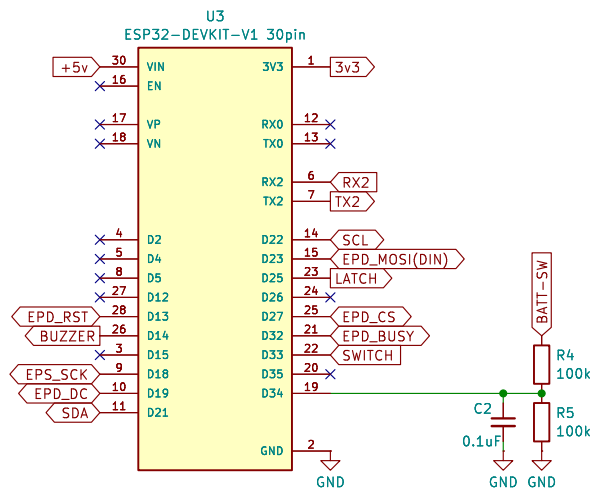 U3
ESP32-DEVKIT-V1 30pin
+5v 30 VIN 3V3 1 3v3
16 EN
17 VP RX0 12
18 VN TX0 13
RX2 6 RX2
TX2 7 TX2
4 D2 D22 14 SCL
5 D4 D23 15 EPD_MOSI(DIN)
8 D5 D25 23 LATCH
27 D12 D26 24
EPD_RST 28 D13 D27 25 EPD_CS
BUZZER 26 D14 D32 21 EPD_BUSY
3 D15 D33 22 SWITCH
EPS_SCK 9 D18 D35 20
EPD_DC 10 D19 D34 19
SDA 11 D21
GND 2
GND
BATT-SW
R4
100k
C2
0.1uF
R5
100k
GND GND